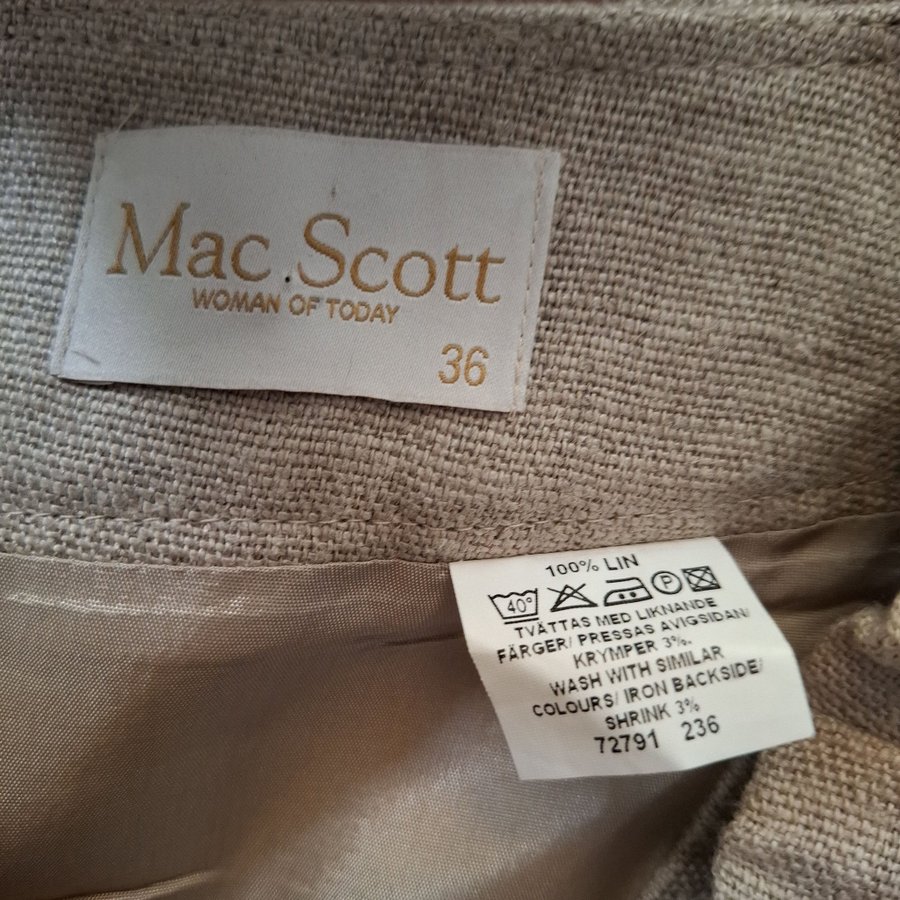 Mac Scott
WOMAN OF TODAY
36
100% LIN
40°
P
TVÄTTAS MED LIKNANDE
FÄRGER/ PRESSAS AVIGSIDAN/
KRYMPER 3%.
WASH WITH SIMILAR
COLOURS/ IRON BACKSIDE/
SHRINK 3%
72791 236